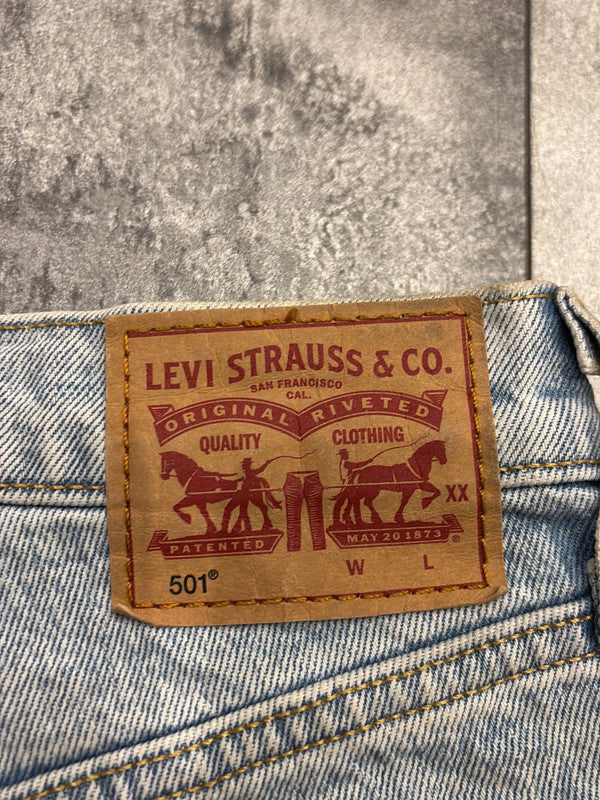 LEVI STRAUSS & CO.
SAN FRANCISCO
CAL.
ORIGINAL RIVETED
QUALITY CLOTHING
XX
PATENTED MAY 20 1873 ®
501® W L